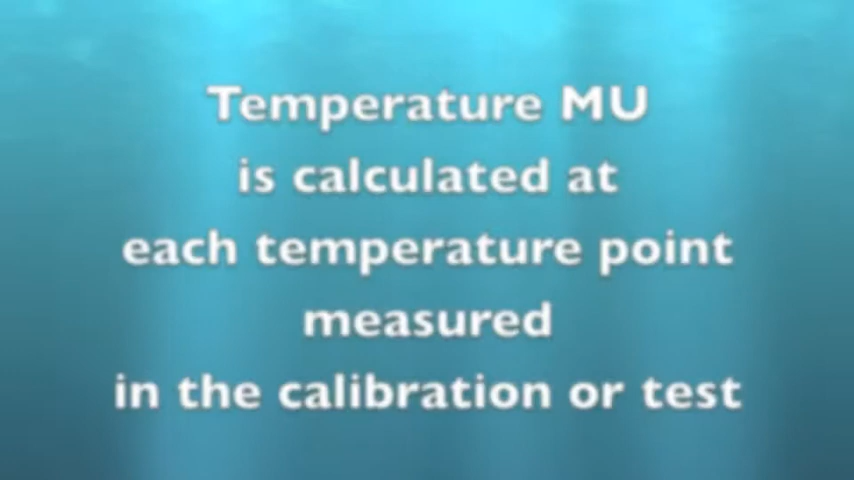 Temperature MU
is calculated at
each temperature point
measured
in the calibration or test